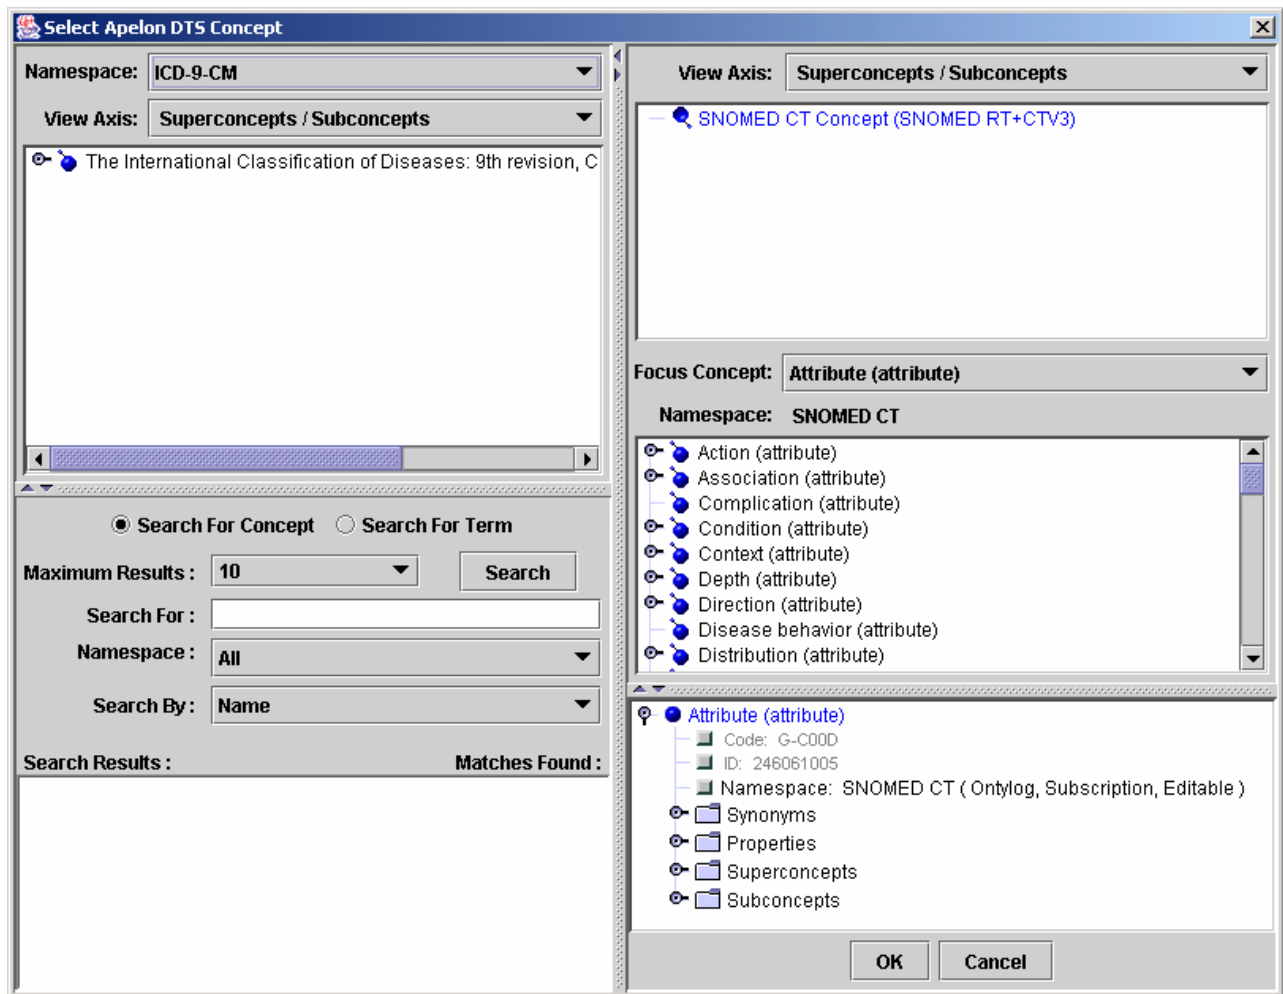 Select Apelon DTS Concept
Namespace: ICD-9-CM
View Axis: Superconcepts / Subconcepts
The International Classification of Diseases: 9th revision, C
Search For Concept Search For Term
Maximum Results : 10 Search
Search For :
Namespace : All
Search By : Name
Search Results : Matches Found :
View Axis: Superconcepts / Subconcepts
SNOMED CT Concept (SNOMED RT+CTV3)
Focus Concept: Attribute (attribute)
Namespace: SNOMED CT
Action (attribute)
Association (attribute)
Complication (attribute)
Condition (attribute)
Context (attribute)
Depth (attribute)
Direction (attribute)
Disease behavior (attribute)
Distribution (attribute)
Attribute (attribute)
Code: G-C00D
ID: 246061005
Namespace: SNOMED CT ( Ontylog, Subscription, Editable )
Synonyms
Properties
Superconcepts
Subconcepts
OK Cancel